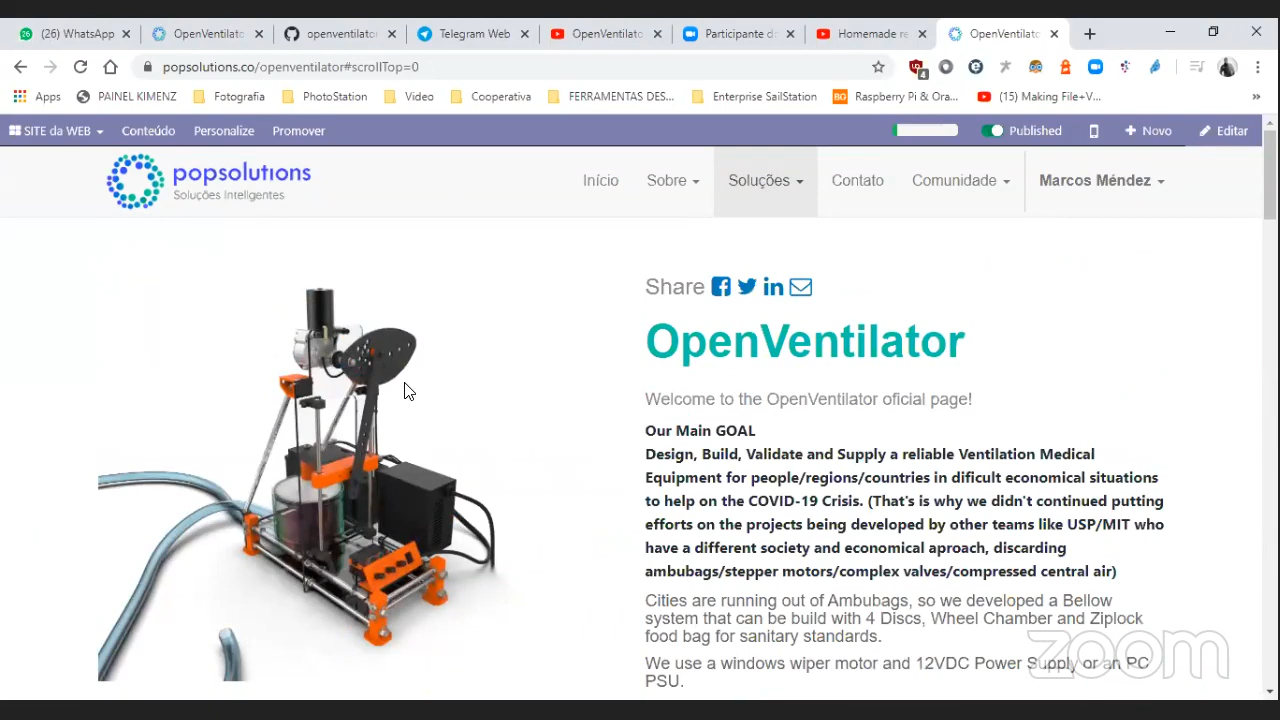 26 (26) WhatsApp
OpenVentilato
openventilator
Telegram Web
OpenVentilato
Participante d
Homemade re
OpenVentilato
popsolutions.co/openventilator#scrollTop=0
4
Apps
PAINEL KIMENZ
Fotografia
PhotoStation
Video
Cooperativa
FERRAMENTAS DES...
Enterprise SailStation
BO Raspberry Pi & Ora...
(15) Making File+V...
»
SITE da WEB
Conteúdo
Personalize
Promover
Published
Novo
Editar
popsolutions
Soluções Inteligentes
Início
Sobre
Soluções
Contato
Comunidade
Marcos Méndez
Share
OpenVentilator
Welcome to the OpenVentilator oficial page!
Our Main GOAL
Design, Build, Validate and Supply a reliable Ventilation Medical
Equipment for people/regions/countries in dificult economical situations
to help on the COVID-19 Crisis. (That's is why we didn't continued putting
efforts on the projects being developed by other teams like USP/MIT who
have a different society and economical aproach, discarding
ambubags/stepper motors/complex valves/compressed central air)
Cities are running out of Ambubags, so we developed a Bellow
system that can be build with 4 Discs, Wheel Chamber and Ziplock
food bag for sanitary standards.
We use a windows wiper motor and 12VDC Power Supply or an PC
PSU.
zoom